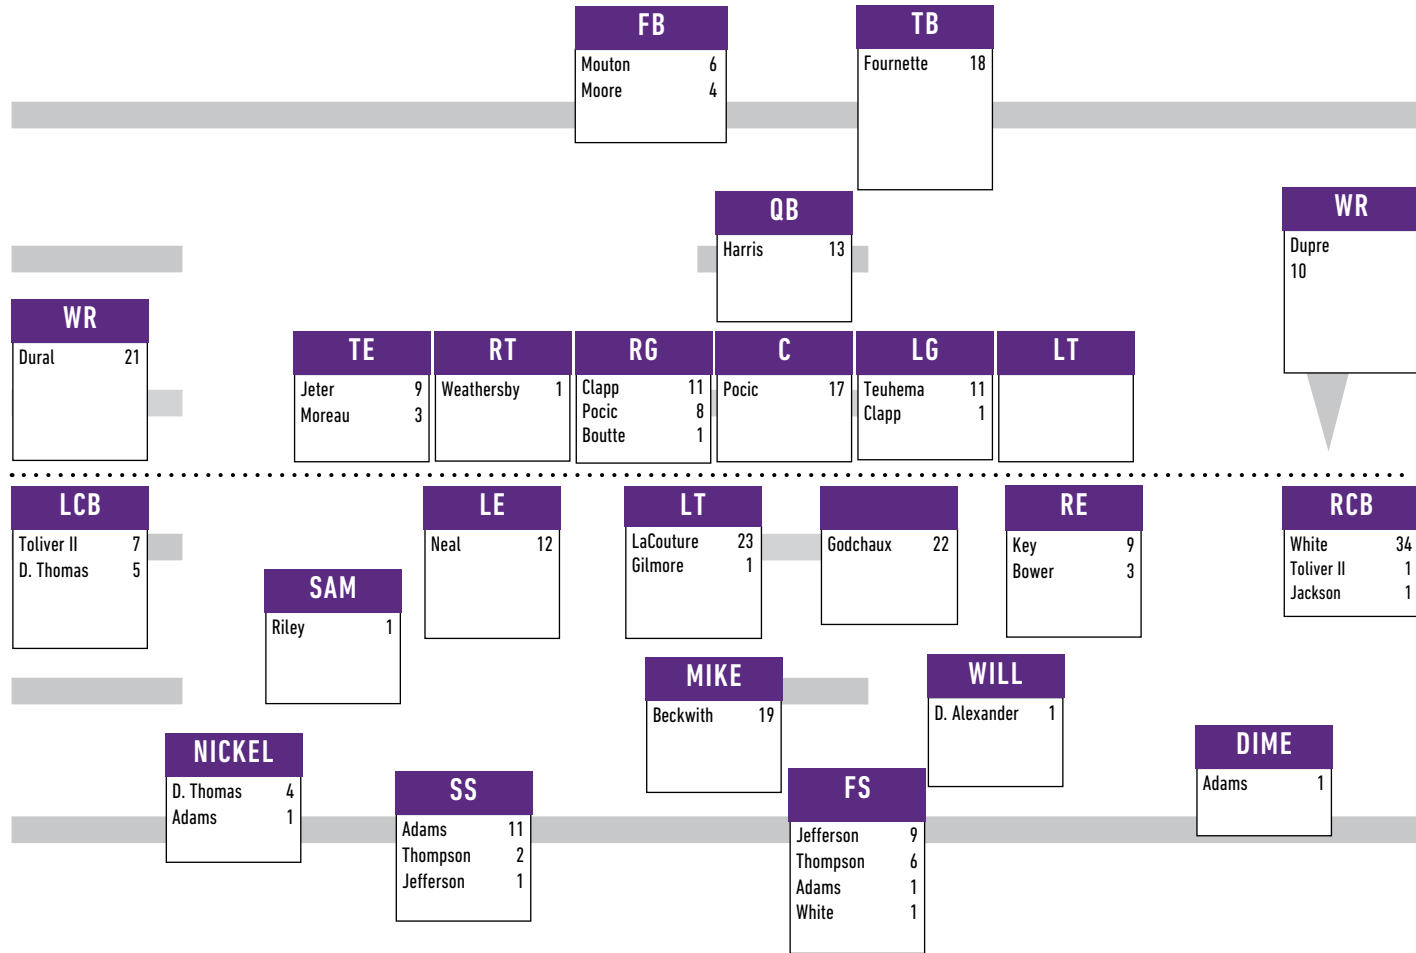 FB
Mouton 6
Moore 4
TB
Fournette 18
QB
Harris 13
WR
Dupre
10
WR
Dural 21
TE
Jeter 9
Moreau 3
RT
Weathersby 1
RG
Clapp 11
Pocic 8
Boutte 1
C
Pocic 17
LG
Teuhema 11
Clapp 1
LT
LCB
Toliver II 7
D. Thomas 5
SAM
Riley 1
LE
Neal 12
LT
LaCouture 23
Gilmore 1
Godchaux 22
RE
Key 9
Bower 3
RCB
White 34
Toliver II 1
Jackson 1
MIKE
Beckwith 19
WILL
D. Alexander 1
NICKEL
D. Thomas 4
Adams 1
SS
Adams 11
Thompson 2
Jefferson 1
FS
Jefferson 9
Thompson 6
Adams 1
White 1
DIME
Adams 1